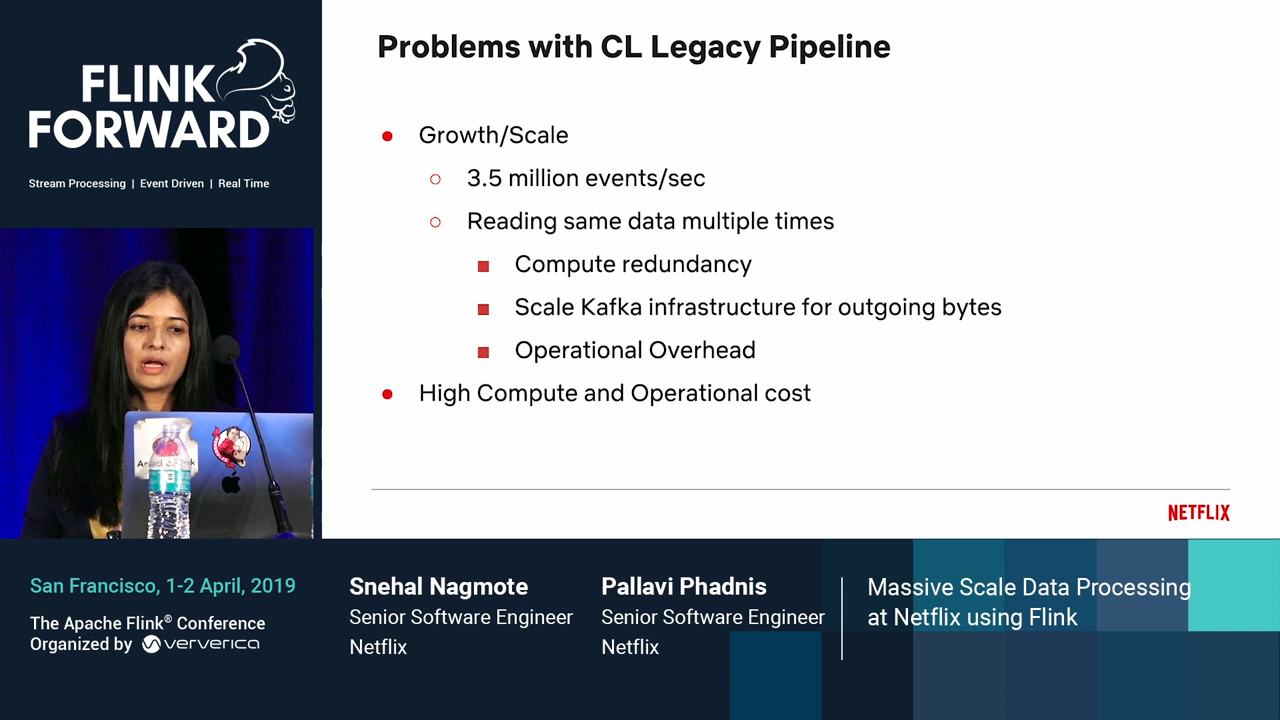 FLINK
FORWARD
Stream Processing | Event Driven | Real Time
Problems with CL Legacy Pipeline
Growth/Scale
3.5 million events/sec
Reading same data multiple times
Compute redundancy
Scale Kafka infrastructure for outgoing bytes
Operational Overhead
High Compute and Operational cost
NETFLIX
San Francisco, 1-2 April, 2019
The Apache Flink® Conference
Organized by ververica
Snehal Nagmote
Senior Software Engineer
Netflix
Pallavi Phadnis
Senior Software Engineer
Netflix
Massive Scale Data Processing
at Netflix using Flink